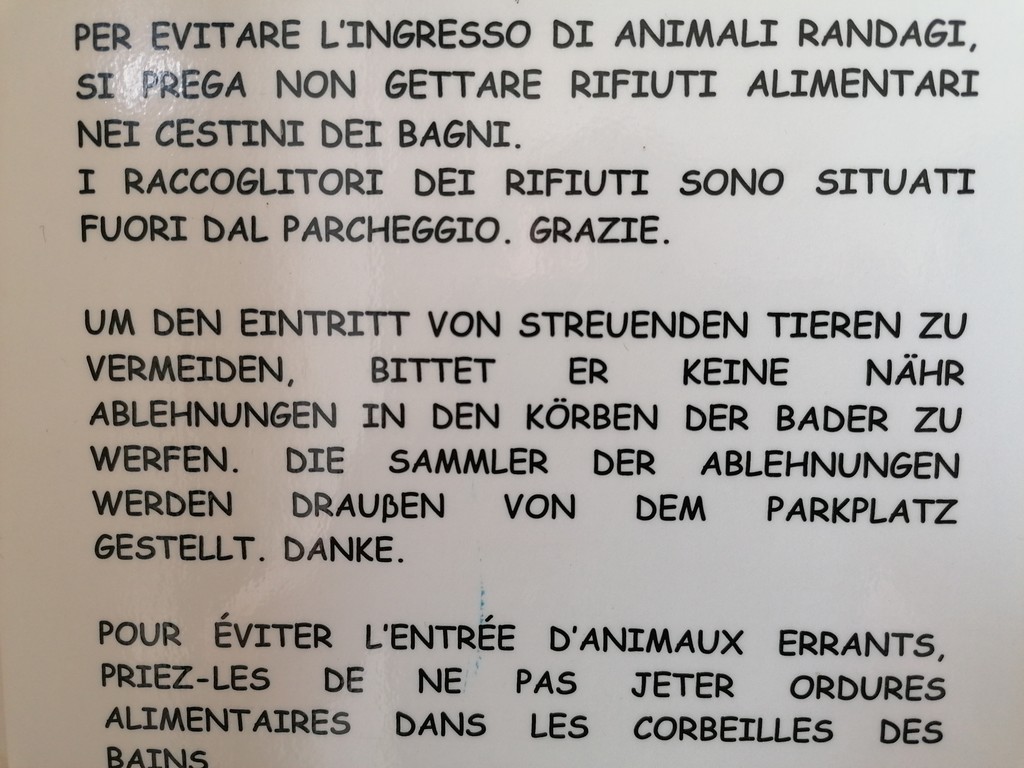 PER EVITARE L'INGRESSO DI ANIMALI RANDAGI,
SI PREGA NON GETTARE RIFIUTI ALIMENTARI
NEI CESTINI DEI BAGNI.
I RACCOGLITORI DEI RIFIUTI SONO SITUATI
FUORI DAL PARCHEGGIO. GRAZIE.
UM DEN EINTRITT VON STREUENDEN TIEREN ZU
VERMEIDEN, BITTET ER KEINE NÄHR
ABLEHNUNGEN IN DEN KÖRBEN DER BADER ZU
WERFEN. DIE SAMMLER DER ABLEHNUNGEN
WERDEN DRAUβEN VON DEM PARKPLATZ
GESTELLT. DANKE.
POUR ÉVITER L'ENTRÉE D'ANIMAUX ERRANTS,
PRIEZ-LES DE NE PAS JETER ORDURES
ALIMENTAIRES DANS LES CORBEILLES DES
BAINS